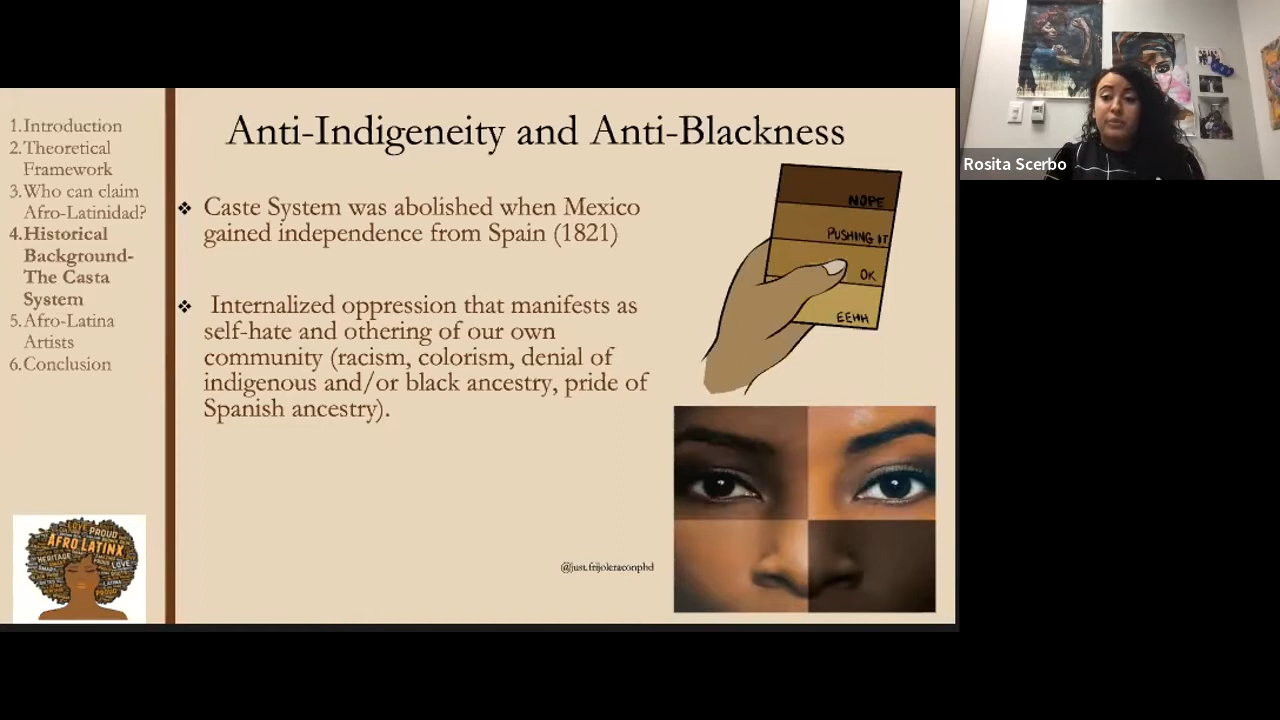 1.Introduction
2.Theoretical
Framework
3.Who can claim
Afro-Latinidad?
4.Historical
Background-
The Casta
System
5.Afro-Latina
Artists
6.Conclusion
AFRO LATINX
LOVE
PROUD
HERITAGE
LOVE
PROUD
Anti-Indigeneity and Anti-Blackness
❖ Caste System was abolished when Mexico
gained independence from Spain (1821)
❖ Internalized oppression that manifests as
self-hate and othering of our own
community (racism, colorism, denial of
indigenous and/or black ancestry, pride of
Spanish ancestry).
@just.frijoleraconphd
NOPE
PUSHING IT
OK
EEHH
Rosita Scerbo